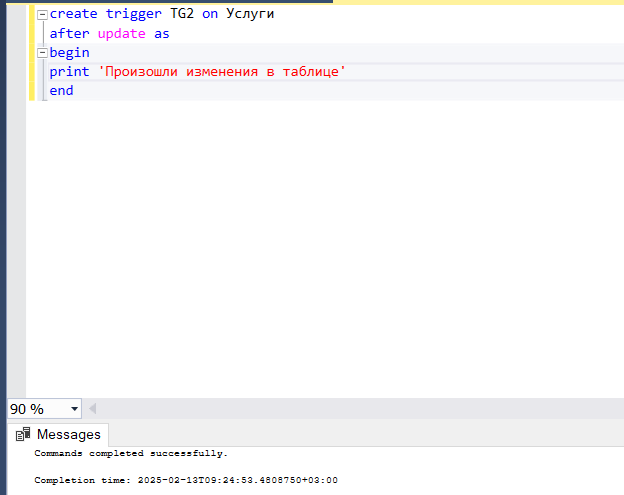 create trigger TG2 on Услуги
after update as
begin
print 'Произошли изменения в таблице'
end
90 %
Messages
Commands completed successfully.
Completion time: 2025-02-13T09:24:53.4808750+03:00